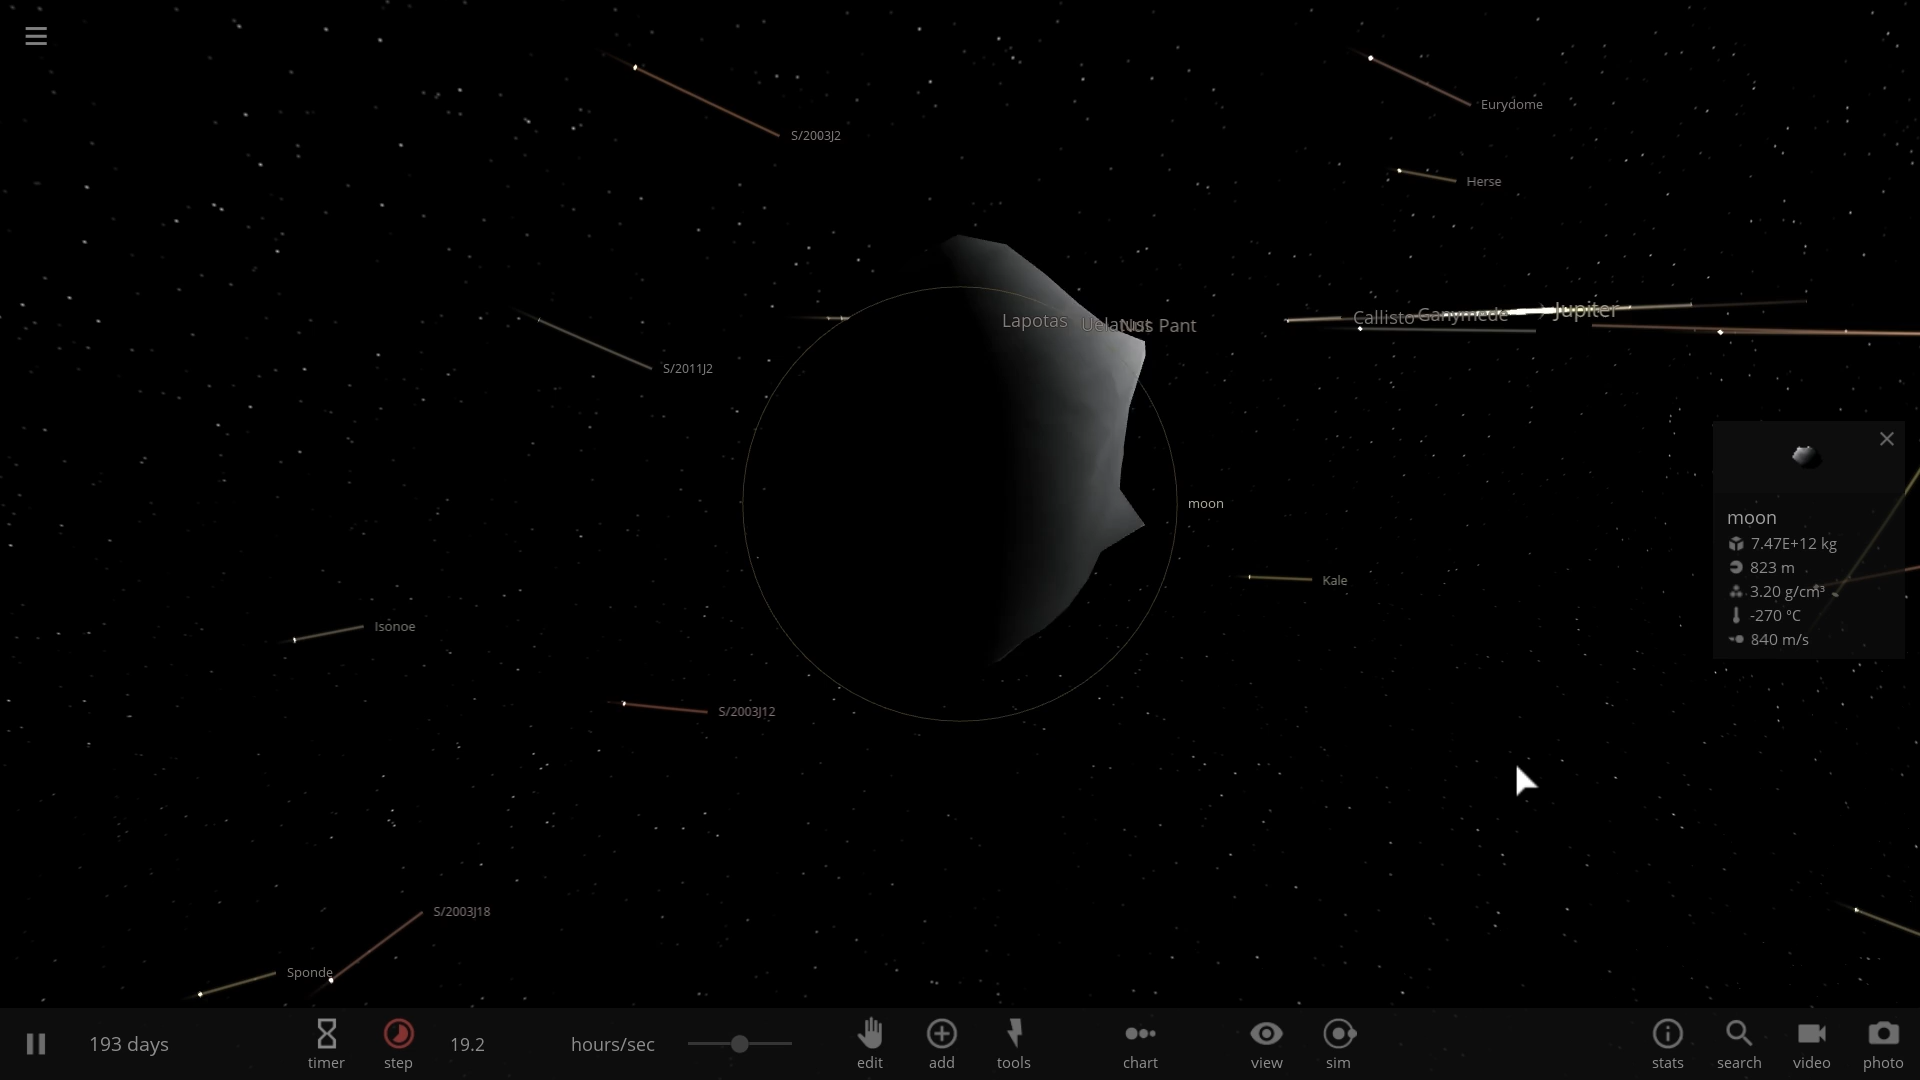 Eurydome
S/2003J2
Herse
Jupiter
Callisto
Ganymede
Lapotas
Pant
S/2011J2
moon
moon
7.47E+12 kg
823 m
3.20 g/cm³
-270 °C
840 m/s
Kale
Isonoe
S/2003J12
S/2003J18
Sponde
193 days
timer
step
19.2
hours/sec
edit
add
tools
chart
view
sim
stats
search
video
photo